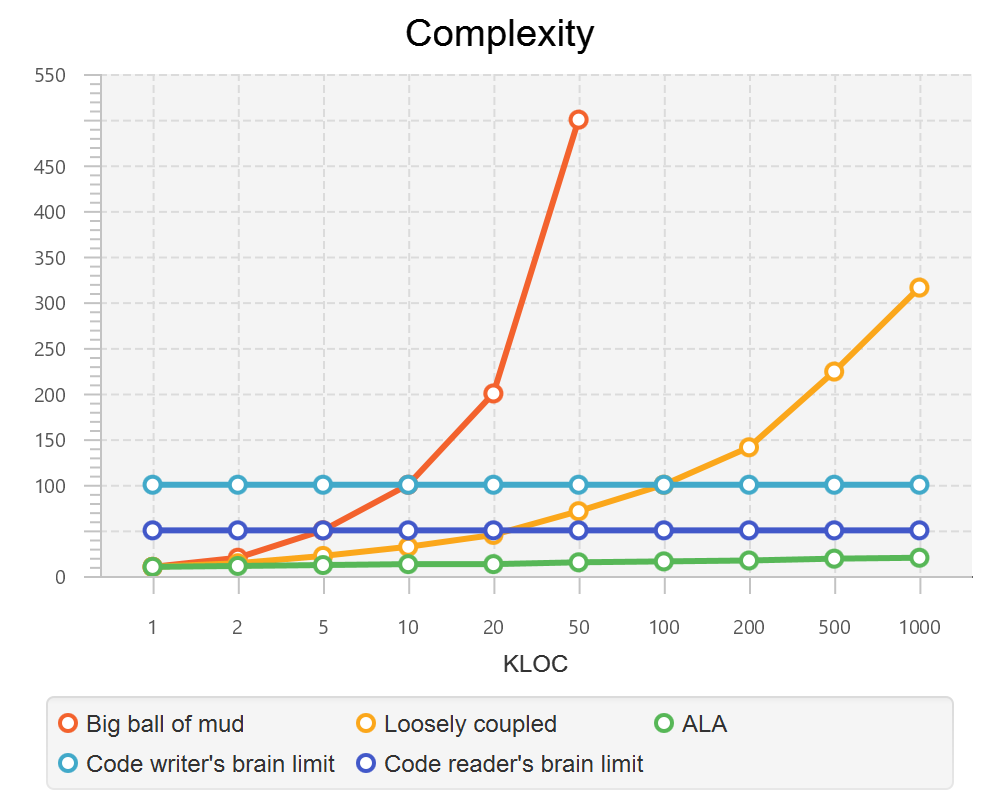 Complexity
550
450
400
350
300
250
200
150
100
0
1 2 5 10 20 50 100 200 500 1000
KLOC
Big ball of mud Loosely coupled ALA
Code writer's brain limit Code reader's brain limit